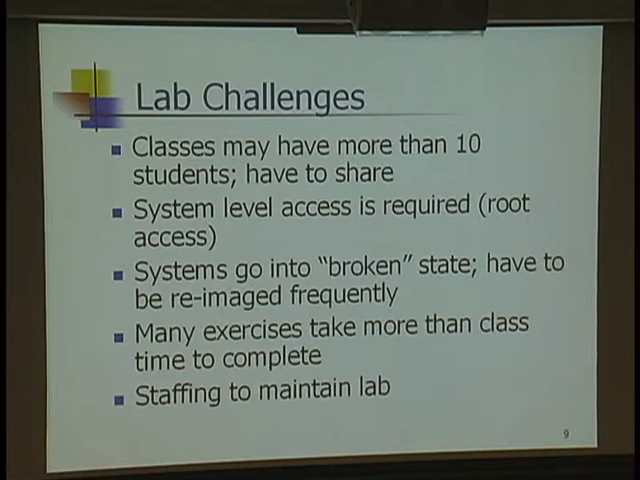 Lab Challenges
Classes may have more than 10
students; have to share
System level access is required (root
access)
Systems go into “broken” state; have to
be re-imaged frequently
Many exercises take more than class
time to complete
Staffing to maintain lab
9